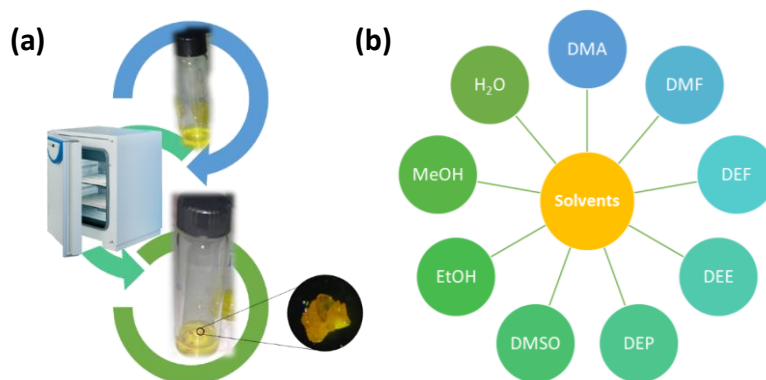 (a)
(b)
DMA
H₂O
DMF
MeOH
DEF
Solvents
EtOH
DEE
DMSO
DEP